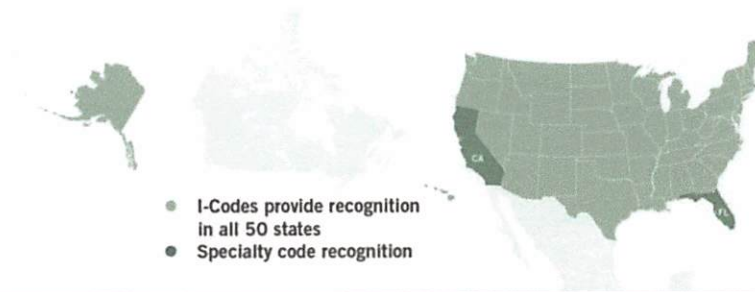 CA
FL
I-Codes provide recognition
in all 50 states
Specialty code recognition